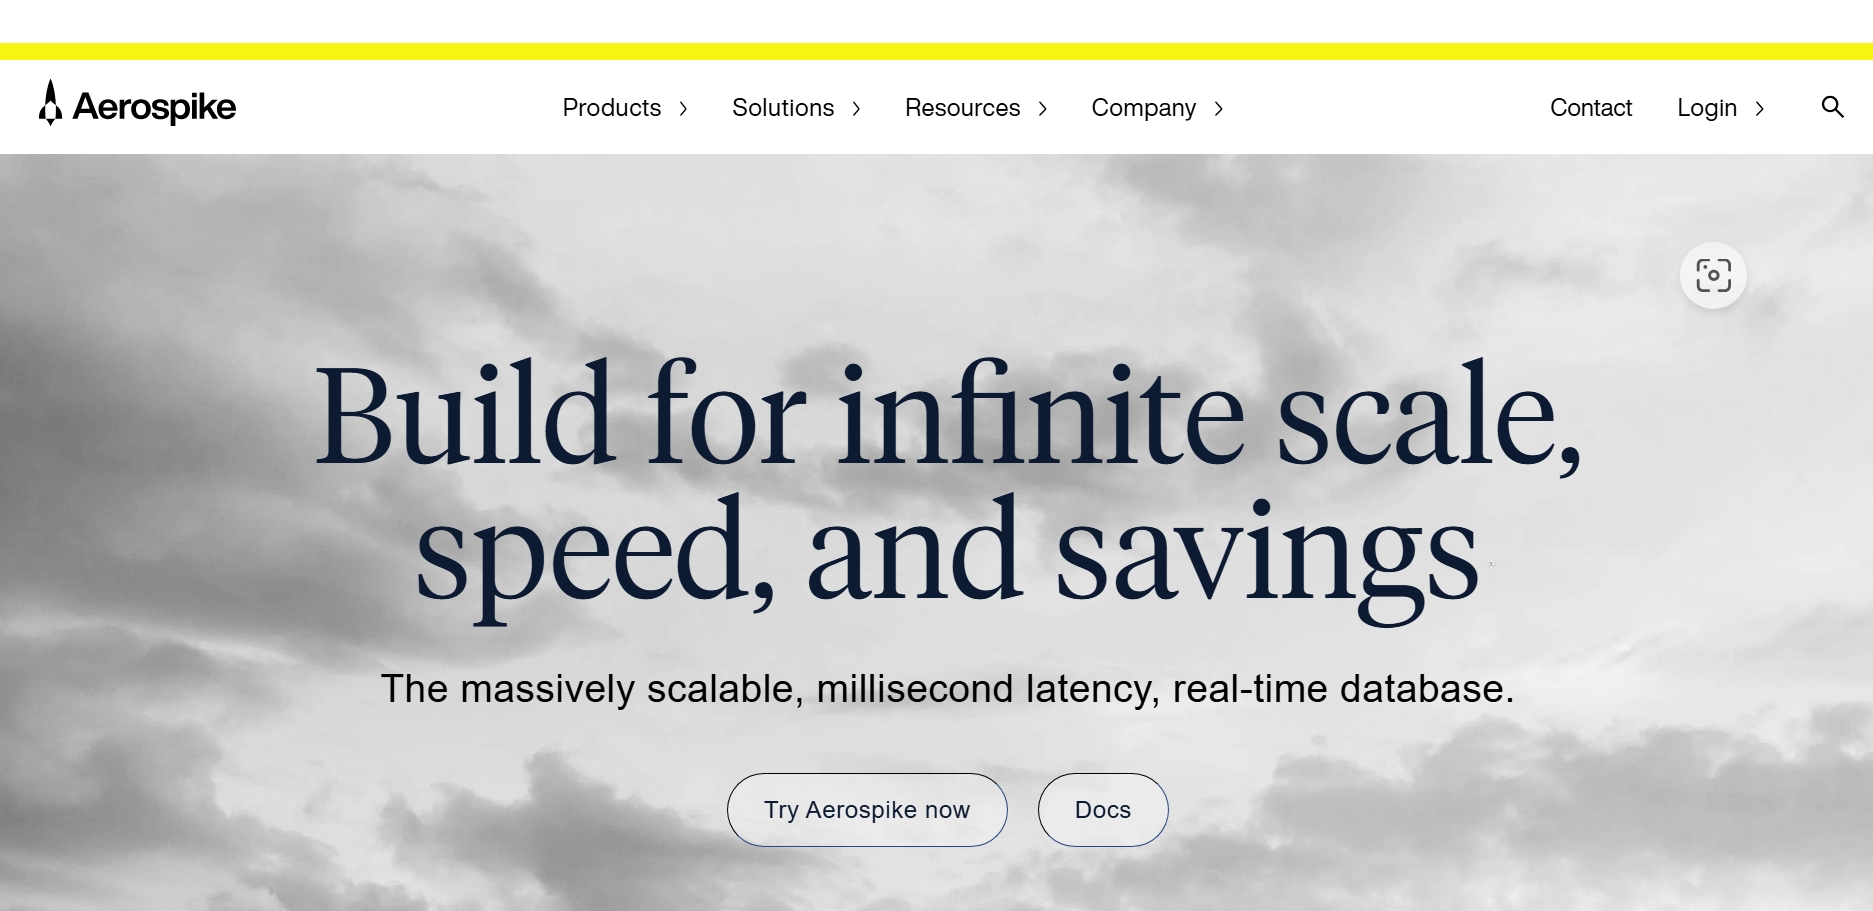 Aerospike
Products
Solutions
Resources
Company
Contact
Login
Build for infinite scale,
speed, and savings
The massively scalable, millisecond latency, real-time database.
Try Aerospike now
Docs